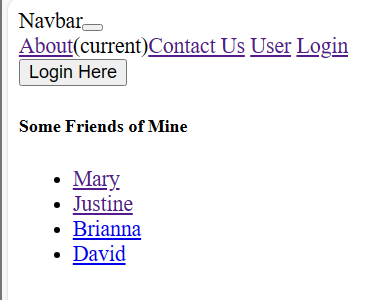 Navbar
About(current)Contact Us User Login
Login Here
Some Friends of Mine
Mary
Justine
Brianna
David